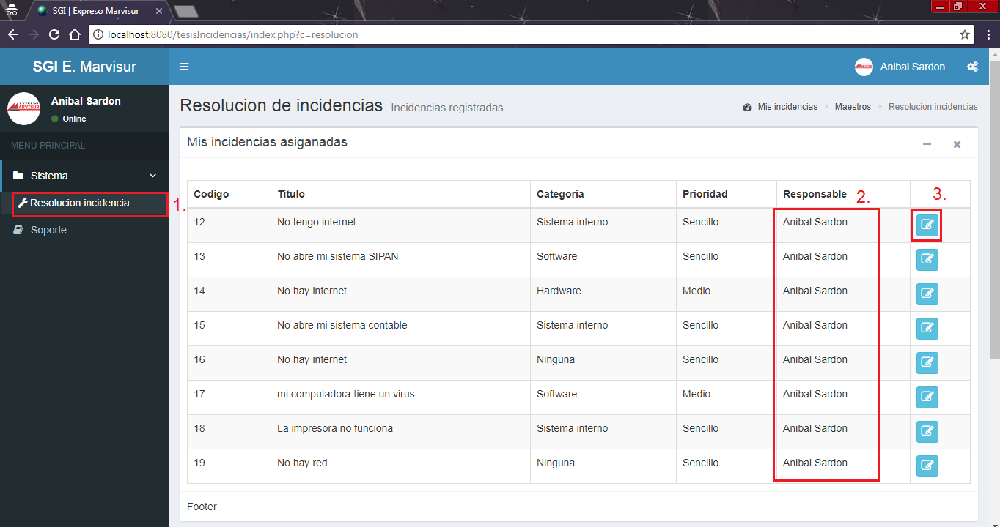 SGI | Expreso Marvisur
localhost:8080/tesisIncidencias/index.php?c=resolucion
SGI E. Marvisur
Anibal Sardon
Anibal Sardon
Online
MENU PRINCIPAL
Sistema
Resolucion incidencia
1.
Soporte
Resolucion de incidencias Incidencias registradas
Mis incidencias > Maestros > Resolucion incidencias
Mis incidencias asiganadas
Codigo Titulo Categoria Prioridad Responsable 2. 3.
12 No tengo internet Sistema interno Sencillo Anibal Sardon
13 No abre mi sistema SIPAN Software Sencillo Anibal Sardon
14 No hay internet Hardware Medio Anibal Sardon
15 No abre mi sistema contable Sistema interno Sencillo Anibal Sardon
16 No hay internet Ninguna Sencillo Anibal Sardon
17 mi computadora tiene un virus Software Medio Anibal Sardon
18 La impresora no funciona Sistema interno Sencillo Anibal Sardon
19 No hay red Ninguna Sencillo Anibal Sardon
Footer